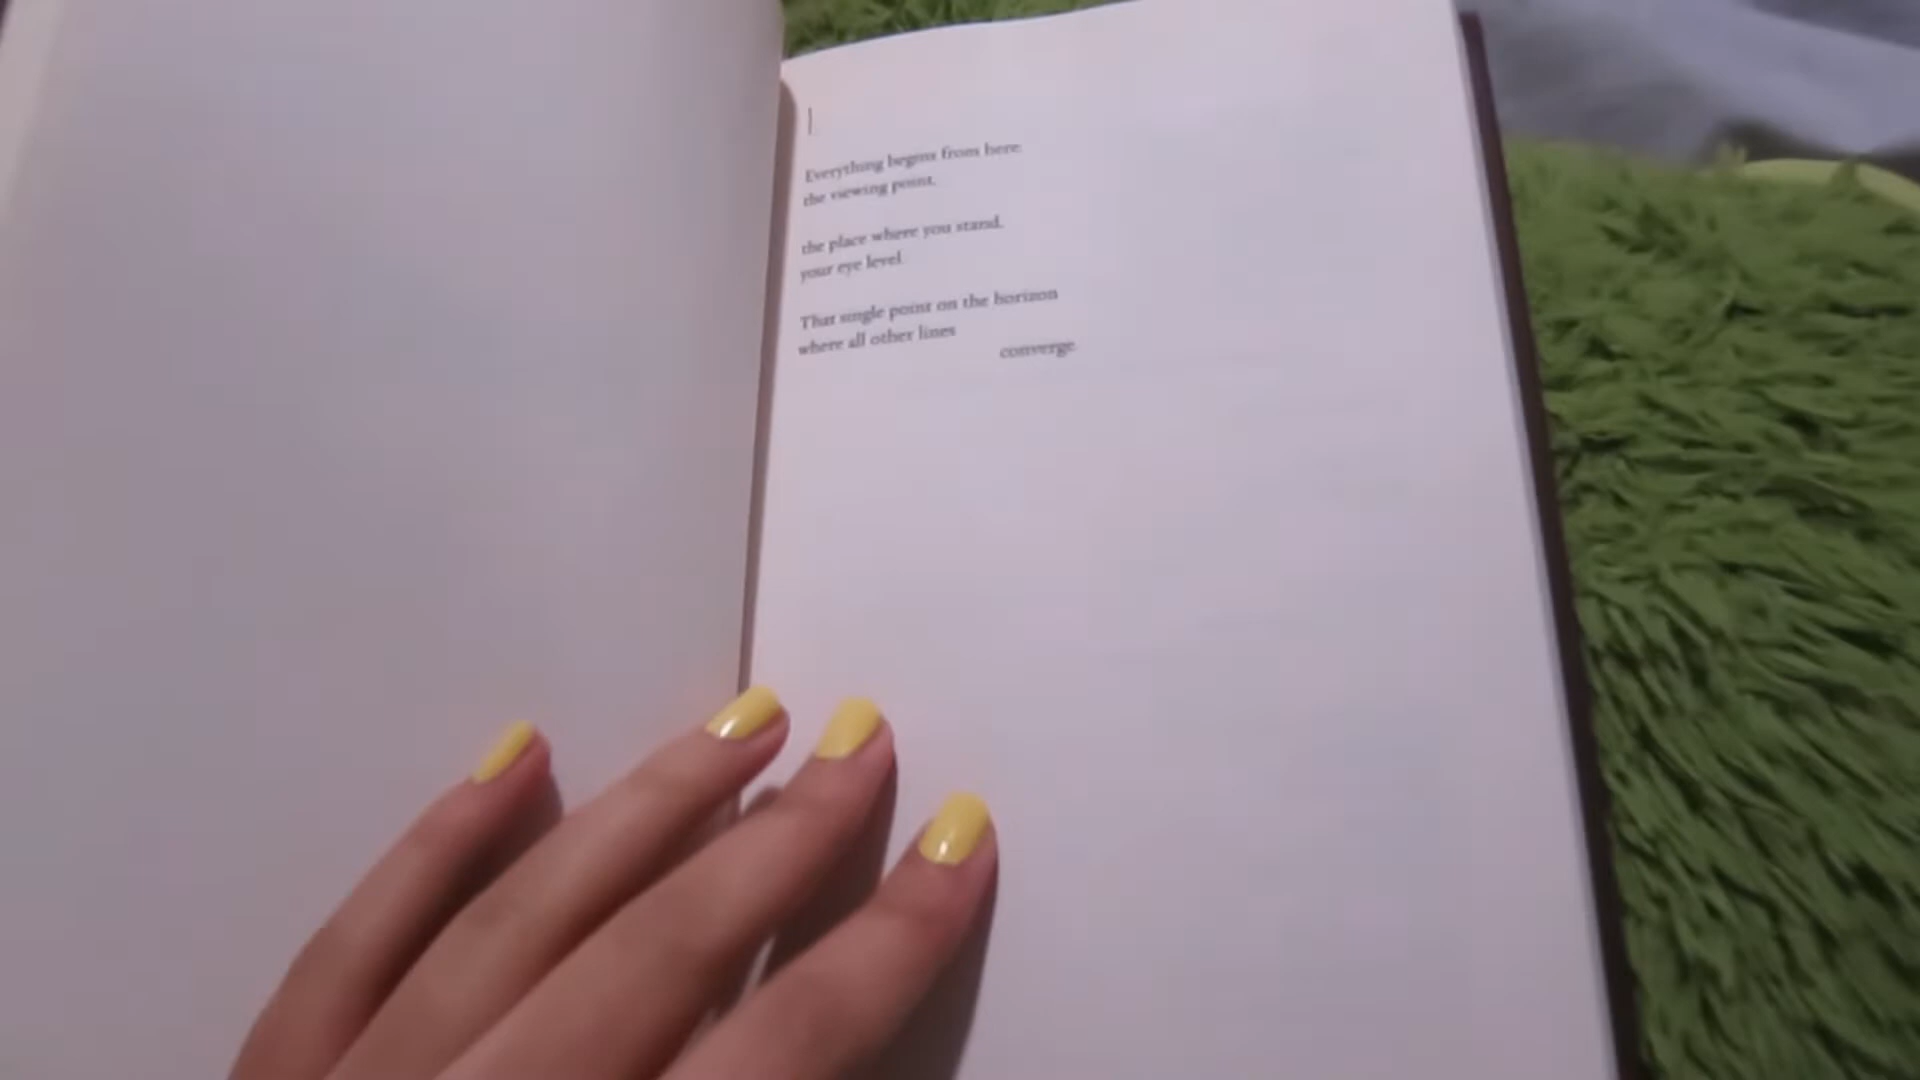 |
Everything begins from here:
the viewing point,
the place where you stand,
your eye level.
That single point on the horizon
where all other lines
converge.